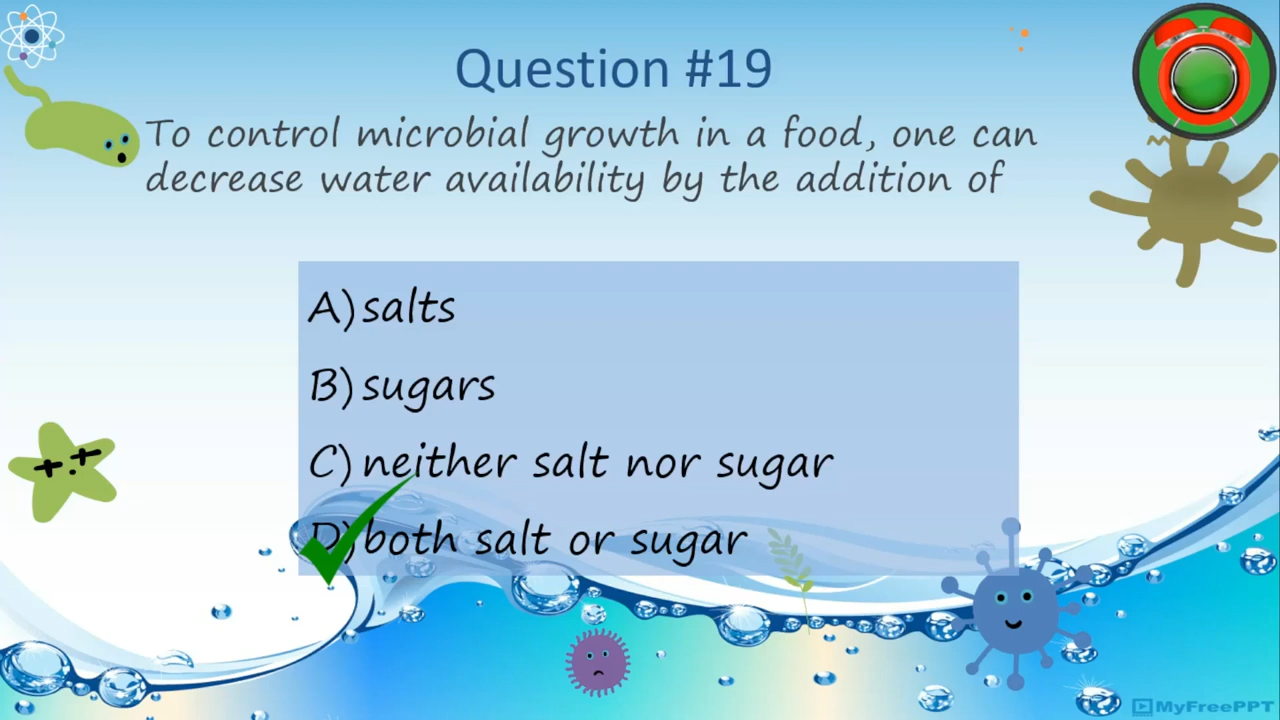 Question #19
To control microbial growth in a food, one can
decrease water availability by the addition of
A) salts
B) sugars
C) neither salt nor sugar
D) both salt or sugar
MyFreePPT